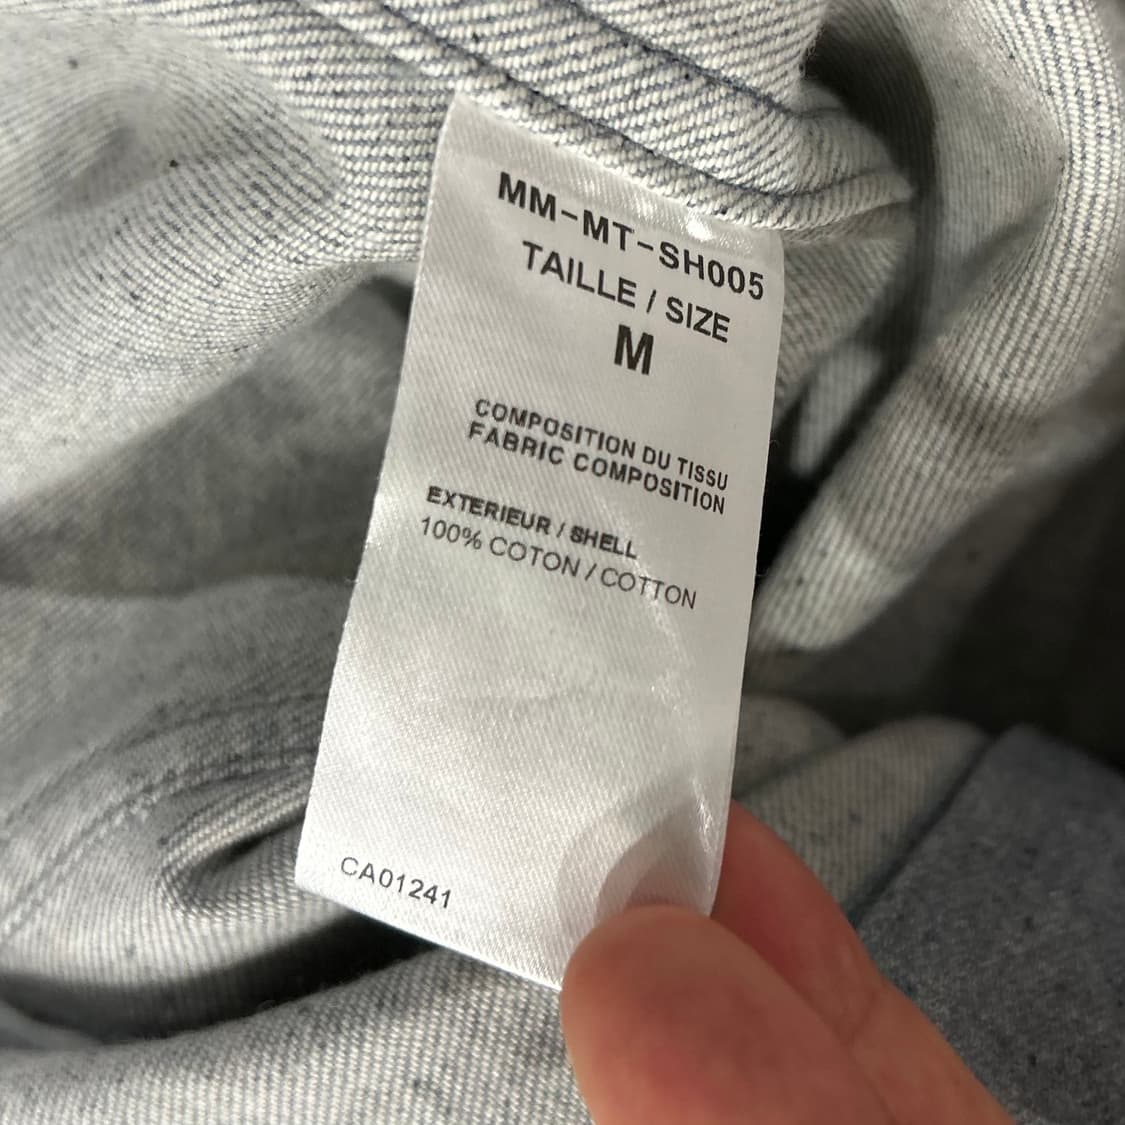 MM-MT-SH005
TAILLE / SIZE
M
COMPOSITION DU TISSU
FABRIC COMPOSITION
EXTERIEUR / SHELL
100% COTON / COTTON
CA01241